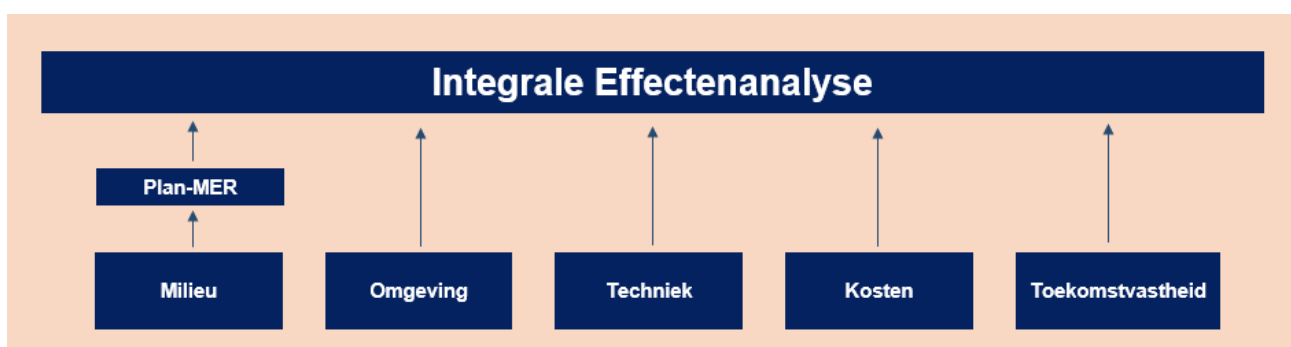 Integrale Effectenanalyse
Plan-MER
Milieu
Omgeving
Techniek
Kosten
Toekomstvastheid